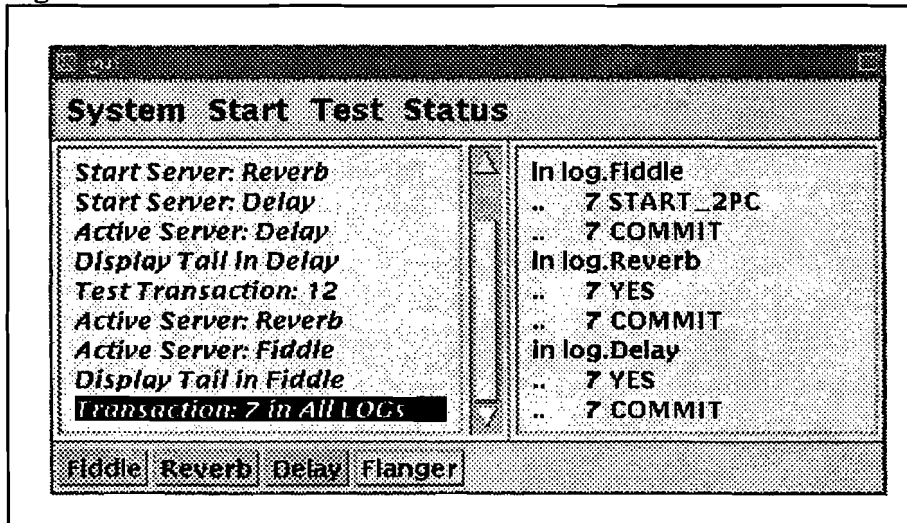 System Start Test Status
Start Server: Reverb
Start Server: Delay
Active Server: Delay
Display Tail in Delay
Test Transaction: 12
Active Server: Reverb
Active Server: Fiddle
Display Tail in Fiddle
Transaction: 7 in All LOGs
in log.Fiddle
.. 7 START_2PC
.. 7 COMMIT
in log.Reverb
.. 7 YES
.. 7 COMMIT
in log.Delay
.. 7 YES
.. 7 COMMIT
Fiddle Reverb Delay Flanger